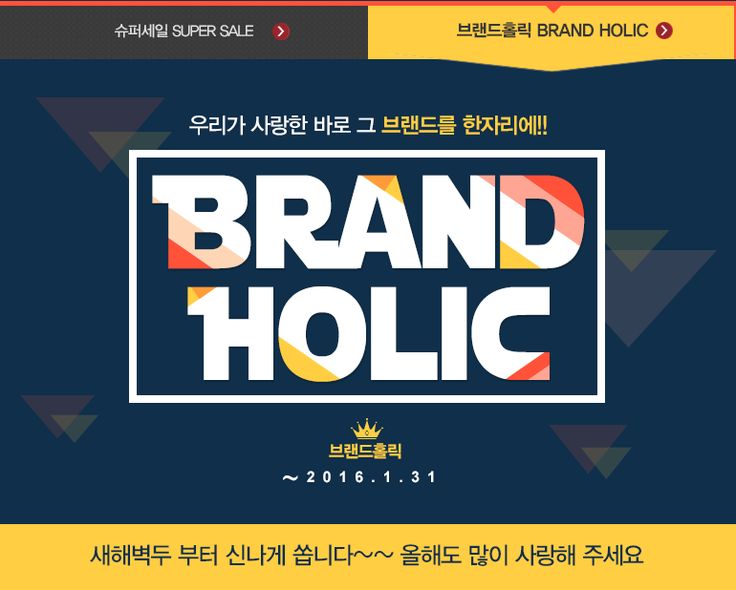 슈퍼세일 SUPER SALE
브랜드홀릭 BRAND HOLIC
우리가 사랑한 바로 그 브랜드를 한자리에!!
BRAND
HOLIC
브랜드홀릭
~ 2016.1.31
새해벽두 부터 신나게 쏩니다~~ 올해도 많이 사랑해 주세요